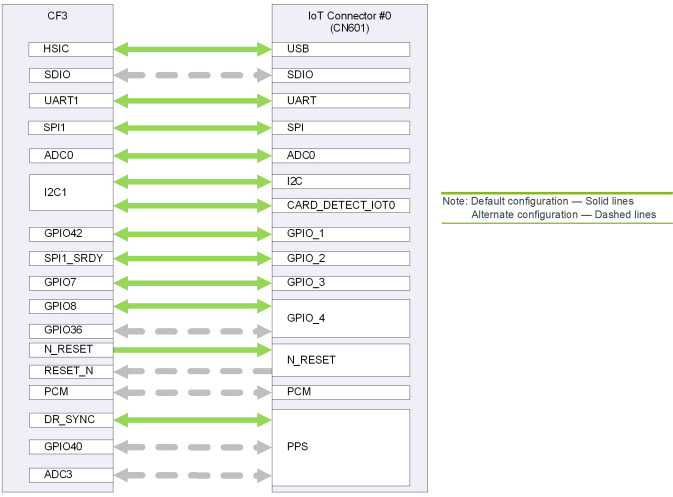 CF3
IoT Connector #0
(CN601)
HSIC
USB
SDIO
SDIO
UART1
UART
SPI1
SPI
ADC0
ADC0
I2C1
I2C
CARD_DETECT_IOT0
GPIO42
GPIO_1
SPI1_SRDY
GPIO_2
GPIO7
GPIO_3
GPIO8
GPIO36
GPIO_4
N_RESET
RESET_N
N_RESET
PCM
PCM
DR_SYNC
GPIO40
ADC3
PPS
Note: Default configuration — Solid lines
Alternate configuration — Dashed lines